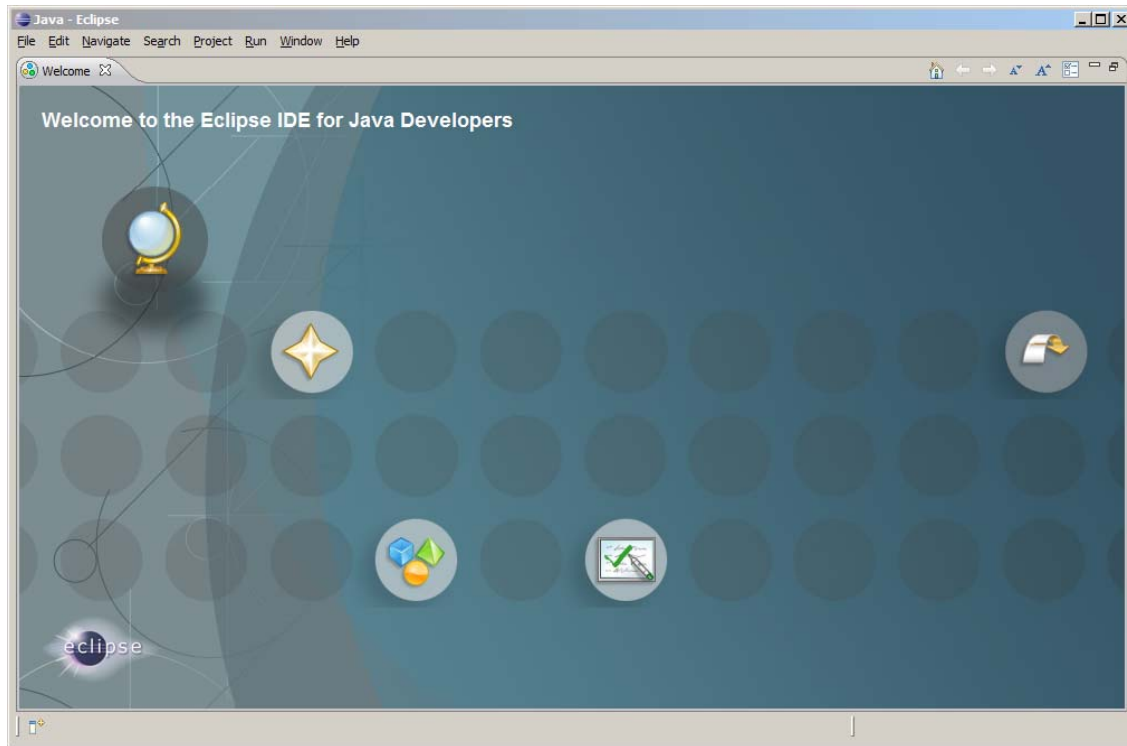 Java - Eclipse
File Edit Navigate Search Project Run Window Help
Welcome
Welcome to the Eclipse IDE for Java Developers
eclipse